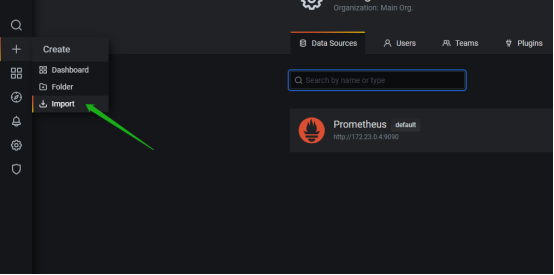 Organization: Main Org.
Create
Dashboard
Folder
Import
Data Sources
Users
Teams
Plugins
Search by name or type
Prometheus default
http://172.23.0.4:9090